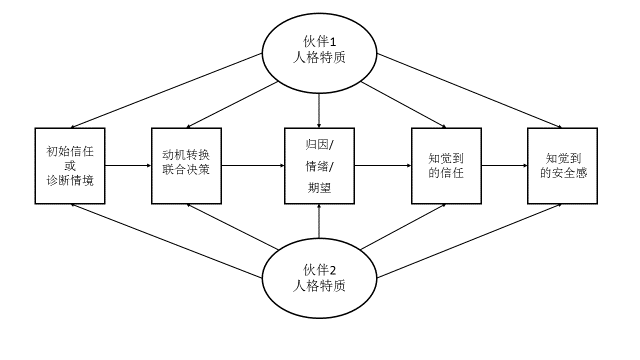 伙伴1
人格特质
初始信任
或
诊断情境
动机转换
联合决策
归因/
情绪/
期望
知觉到
的信任
知觉到
的安全感
伙伴2
人格特质